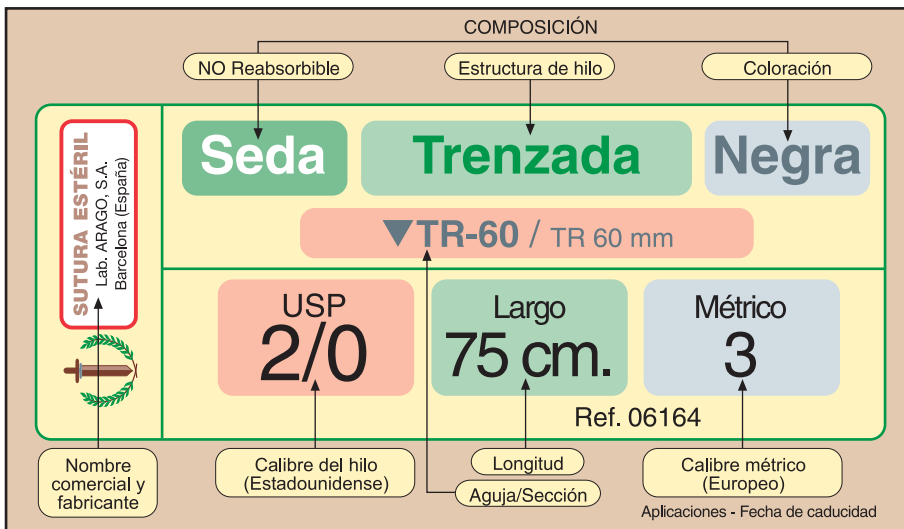 COMPOSICIÓN
NO Reabsorbible
Estructura de hilo
Coloración
SUTURA ESTÉRIL
Lab. ARAGO, S.A.
Barcelona (España)
Seda
Trenzada
Negra
▼TR-60 / TR 60 mm
USP
2/0
Largo
75 cm.
Métrico
3
Ref. 06164
Nombre
comercial y
fabricante
Calibre del hilo
(Estadounidense)
Longitud
Aguja/Sección
Calibre métrico
(Europeo)
Aplicaciones - Fecha de caducidad